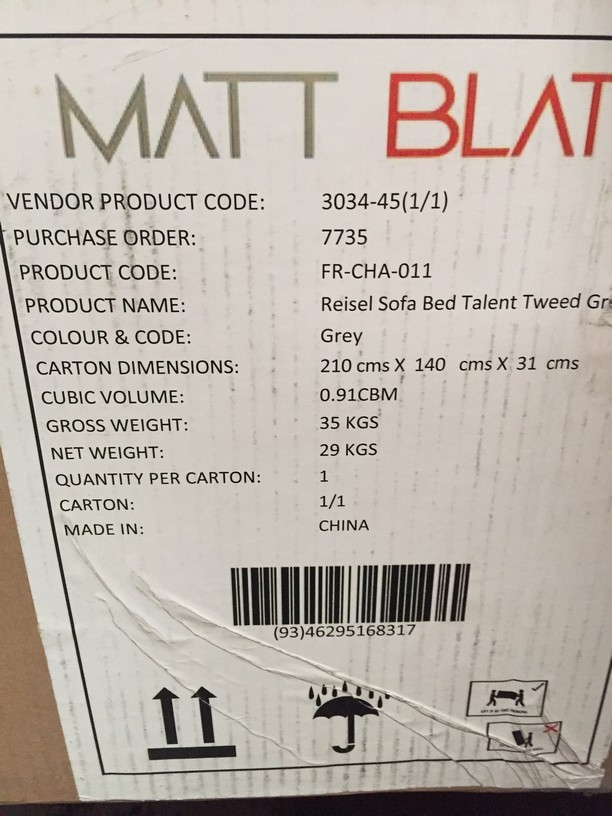 MATT BLAT
VENDOR PRODUCT CODE: 3034-45(1/1)
PURCHASE ORDER: 7735
PRODUCT CODE: FR-CHA-011
PRODUCT NAME: Reisel Sofa Bed Talent Tweed Gr
COLOUR & CODE: Grey
CARTON DIMENSIONS: 210 cms X 140 cms X 31 cms
CUBIC VOLUME: 0.91CBM
GROSS WEIGHT: 35 KGS
NET WEIGHT: 29 KGS
QUANTITY PER CARTON: 1
CARTON: 1/1
MADE IN: CHINA
(93)46295168317